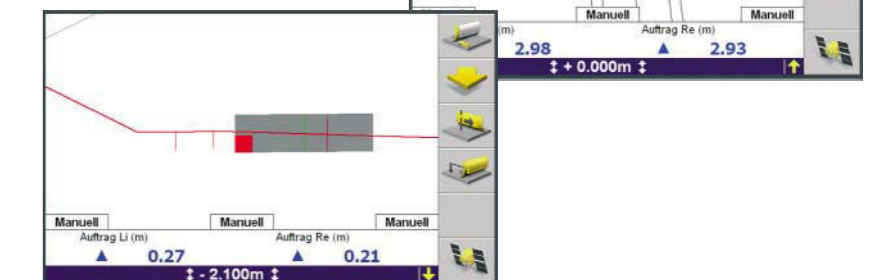 Manuell Manuell
(m) Auftrag Re (m)
2.98 ▲ 2.93
↕ + 0.000m ↕
Manuell Manuell Manuell
Auftrag Li (m) Auftrag Re (m)
▲ 0.27 ▲ 0.21
↕ - 2.100m ↕